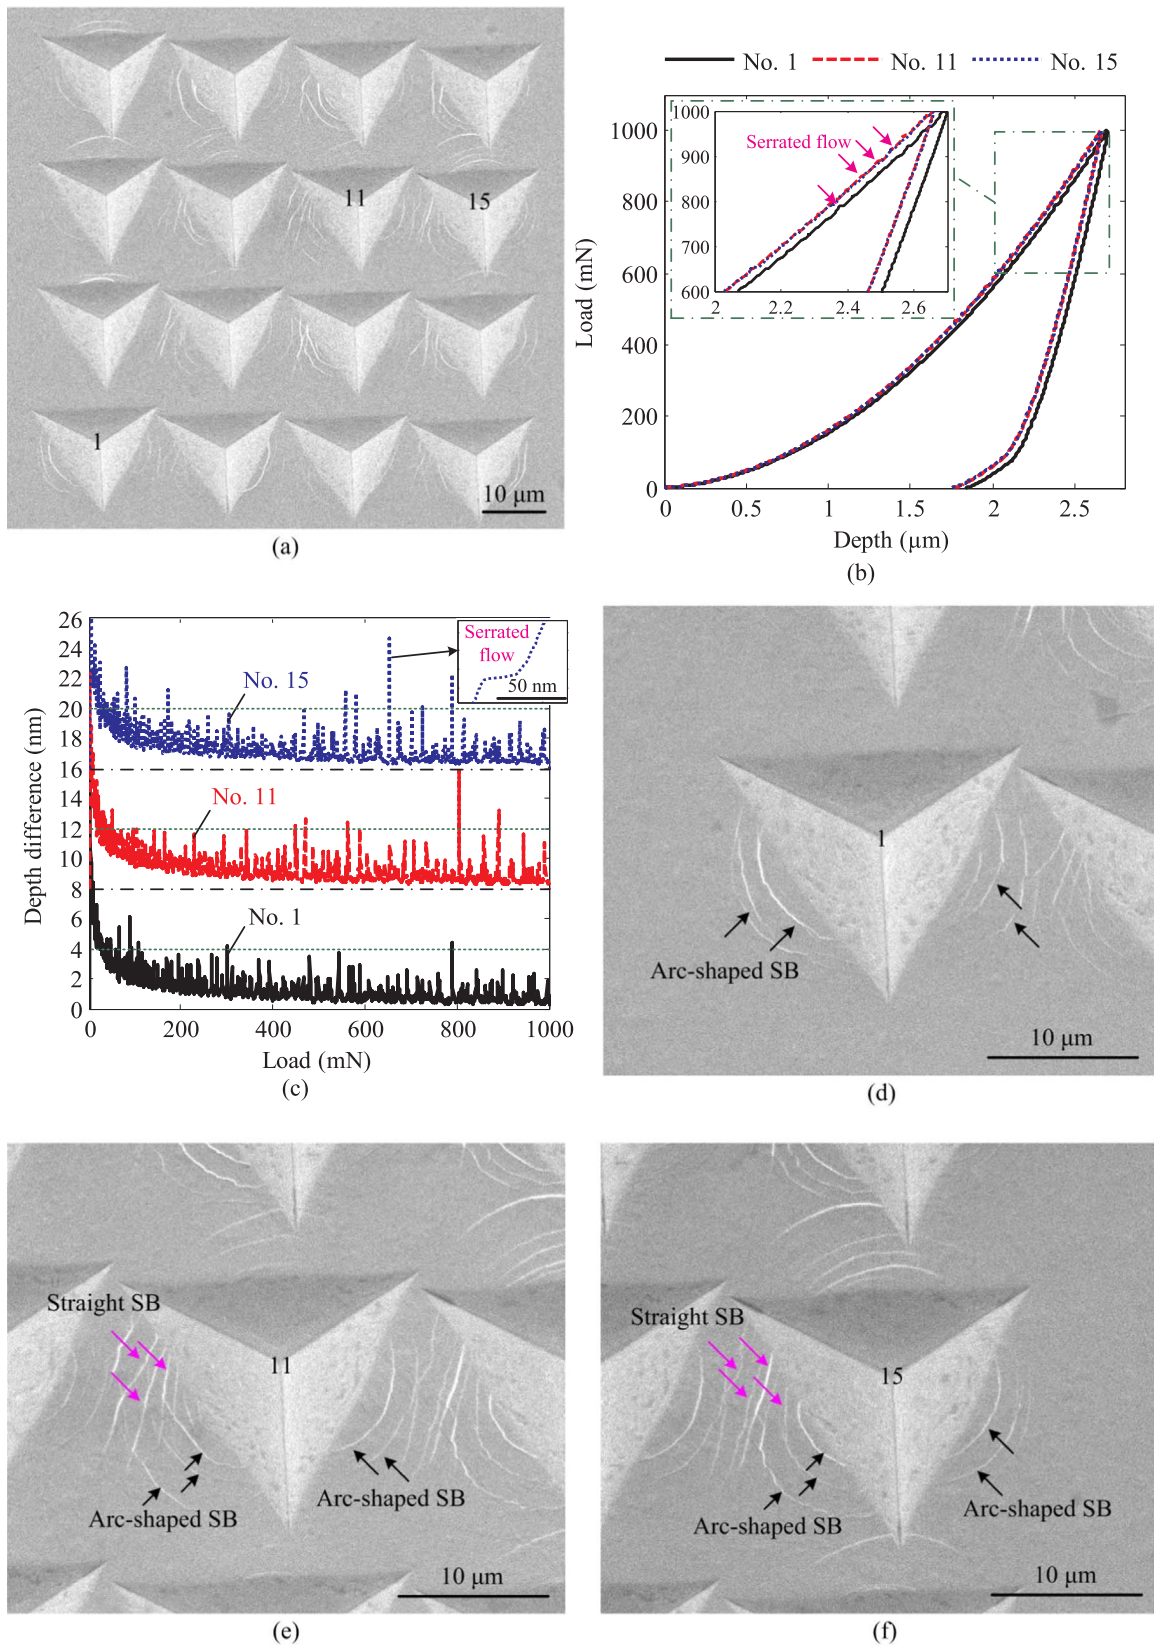 11
15
1
10 μm
(a)
No. 1
No. 11
No. 15
1000
800
600
400
200
0
Load (mN)
1000
900
800
700
600
Serrated flow
2
2.2
2.4
2.6
0
0.5
1
1.5
2
2.5
Depth (μm)
(b)
26
24
22
20
18
16
14
12
10
8
6
4
2
0
Depth difference (nm)
Serrated
flow
50 nm
No. 15
No. 11
No. 1
0
200
400
600
800
1000
Load (mN)
(c)
1
Arc-shaped SB
10 μm
(d)
Straight SB
11
Arc-shaped SB
Arc-shaped SB
10 μm
(e)
Straight SB
15
Arc-shaped SB
Arc-shaped SB
10 μm
(f)